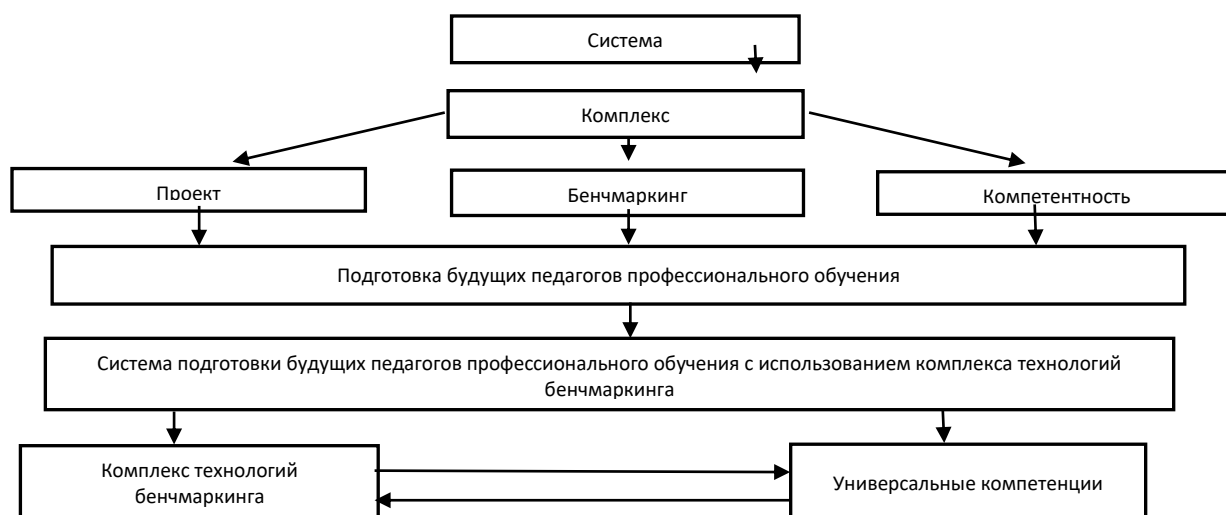 Система
Комплекс
Проект
Бенчмаркинг
Компетентность
Подготовка будущих педагогов профессионального обучения
Система подготовки будущих педагогов профессионального обучения с использованием комплекса технологий
бенчмаркинга
Комплекс технологий
бенчмаркинга
Универсальные компетенции